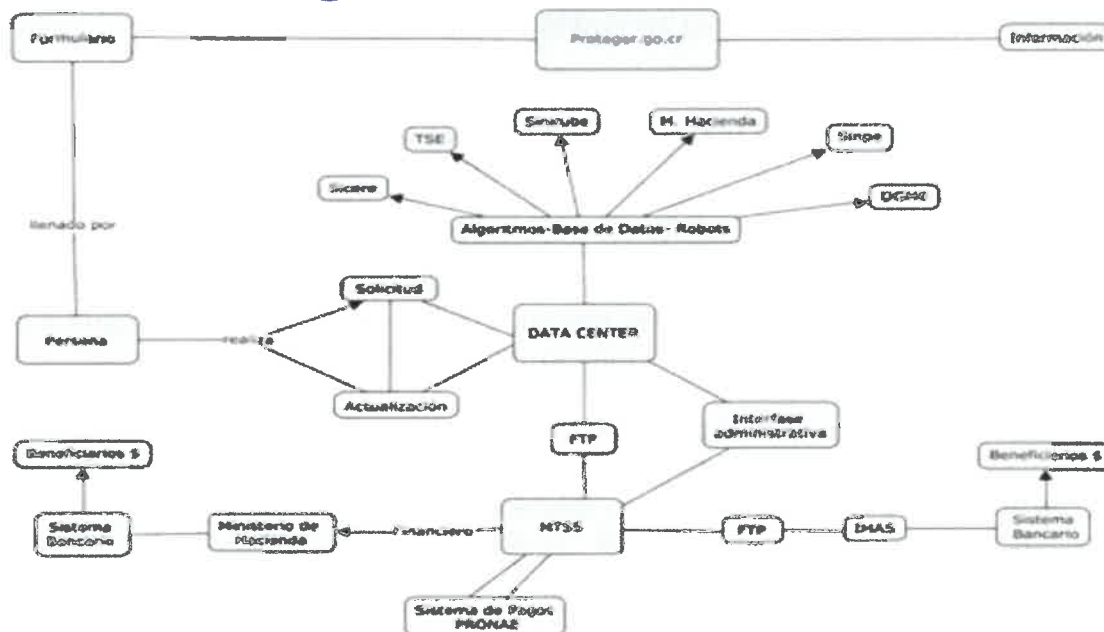 Formulario
Proteger.go.cr
Información
TSE
Sinirube
M. Hacienda
Sinpe
Sicere
DGME
Algoritmos-Base de Datos- Robots
llenado por
Solicitud
Persona
realiza
DATA CENTER
Actualización
Interfase
administrativa
FTP
Beneficiarios $
Beneficiarios $
Sistema
Bancario
Ministerio de
Hacienda
Financiero
MTSS
FTP
IMAS
Sistema
Bancario
Sistema de Pagos
PRONAE